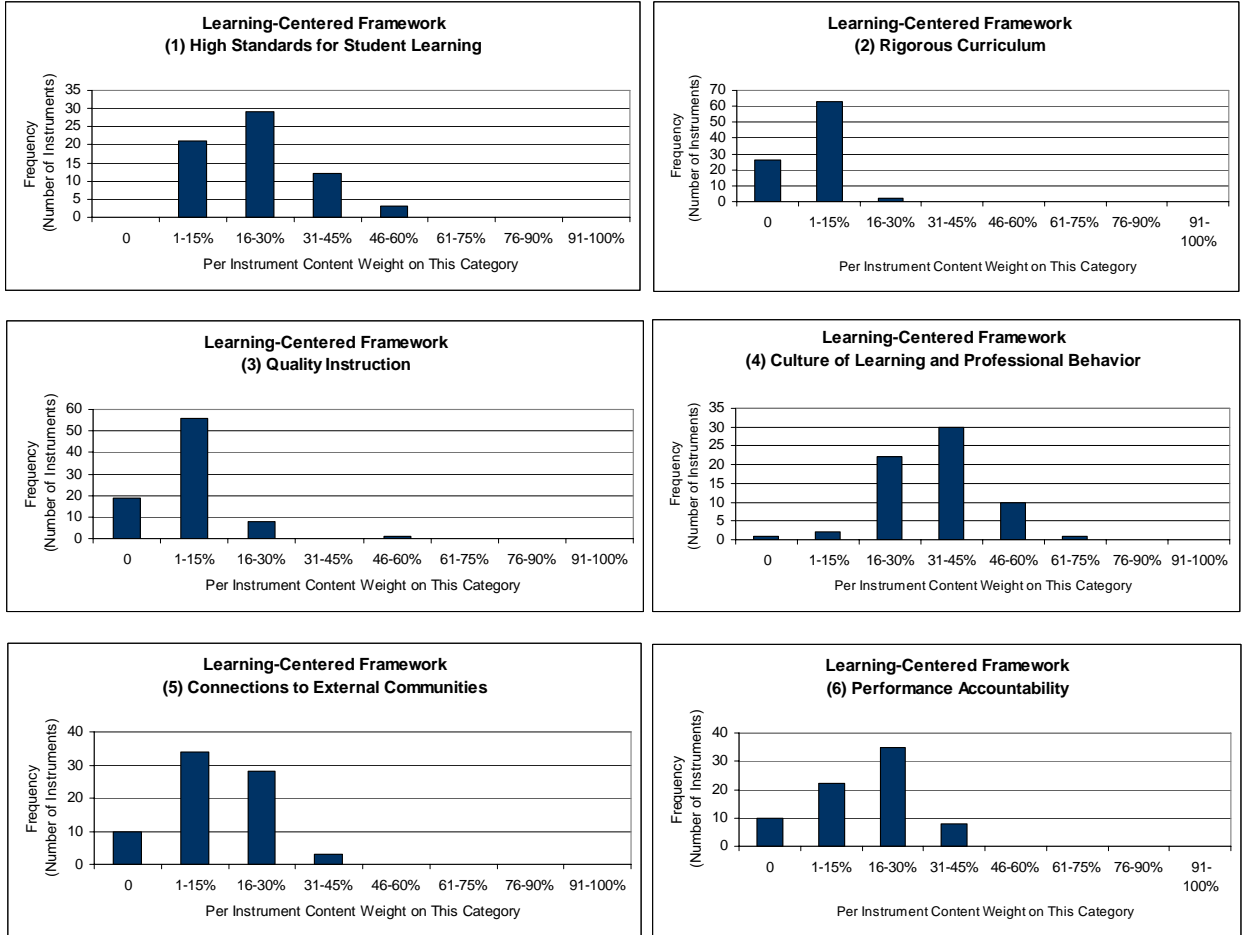 Learning-Centered Framework
(1) High Standards for Student Learning
Frequency
(Number of Instruments)
35
30
25
20
15
10
5
0
0 1-15% 16-30% 31-45% 46-60% 61-75% 76-90% 91-100%
Per Instrument Content Weight on This Category
Learning-Centered Framework
(2) Rigorous Curriculum
Frequency
(Number of Instruments)
70
60
50
40
30
20
10
0
0 1-15% 16-30% 31-45% 46-60% 61-75% 76-90% 91-
100%
Per Instrument Content Weight on This Category
Learning-Centered Framework
(3) Quality Instruction
Frequency
(Number of Instruments)
60
50
40
30
20
10
0
0 1-15% 16-30% 31-45% 46-60% 61-75% 76-90% 91-100%
Per Instrument Content Weight on This Category
Learning-Centered Framework
(4) Culture of Learning and Professional Behavior
Frequency
(Number of Instruments)
35
30
25
20
15
10
5
0
0 1-15% 16-30% 31-45% 46-60% 61-75% 76-90% 91-100%
Per Instrument Content Weight on This Category
Learning-Centered Framework
(5) Connections to External Communities
Frequency
(Number of Instruments)
40
30
20
10
0
0 1-15% 16-30% 31-45% 46-60% 61-75% 76-90% 91-100%
Per Instrument Content Weight on This Category
Learning-Centered Framework
(6) Performance Accountability
Frequency
(Number of Instruments)
40
30
20
10
0
0 1-15% 16-30% 31-45% 46-60% 61-75% 76-90% 91-
100%
Per Instrument Content Weight on This Category